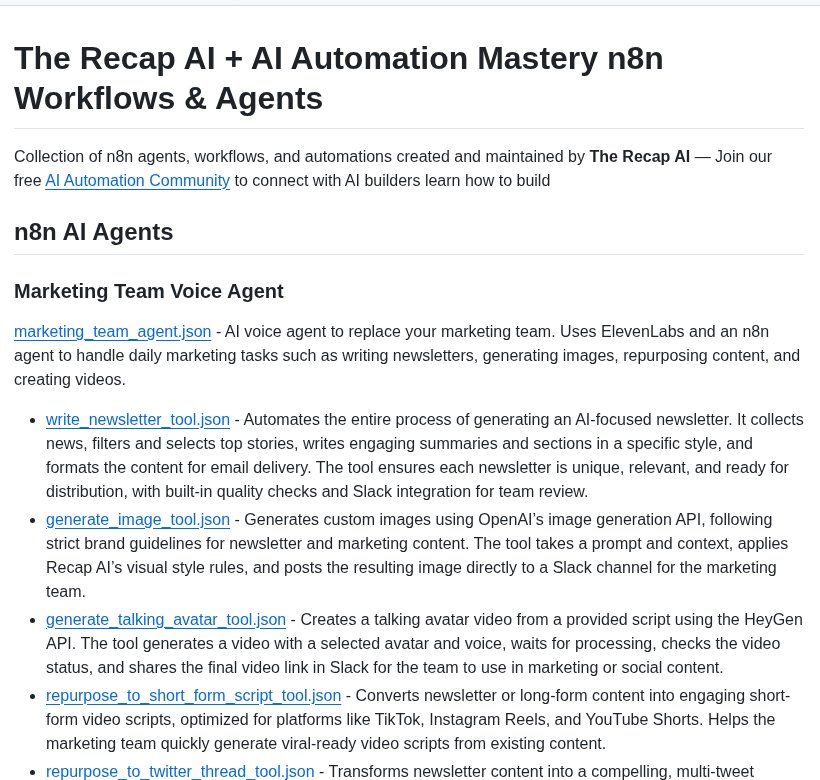 The Recap AI + AI Automation Mastery n8n
Workflows & Agents
Collection of n8n agents, workflows, and automations created and maintained by The Recap AI — Join our
free AI Automation Community to connect with AI builders learn how to build
n8n AI Agents
Marketing Team Voice Agent
marketing_team_agent.json - AI voice agent to replace your marketing team. Uses ElevenLabs and an n8n
agent to handle daily marketing tasks such as writing newsletters, generating images, repurposing content, and
creating videos.
• write_newsletter_tool.json - Automates the entire process of generating an AI-focused newsletter. It collects
news, filters and selects top stories, writes engaging summaries and sections in a specific style, and
formats the content for email delivery. The tool ensures each newsletter is unique, relevant, and ready for
distribution, with built-in quality checks and Slack integration for team review.
• generate_image_tool.json - Generates custom images using OpenAI’s image generation API, following
strict brand guidelines for newsletter and marketing content. The tool takes a prompt and context, applies
Recap AI’s visual style rules, and posts the resulting image directly to a Slack channel for the marketing
team.
• generate_talking_avatar_tool.json - Creates a talking avatar video from a provided script using the HeyGen
API. The tool generates a video with a selected avatar and voice, waits for processing, checks the video
status, and shares the final video link in Slack for the team to use in marketing or social content.
• repurpose_to_short_form_script_tool.json - Converts newsletter or long-form content into engaging short-
form video scripts, optimized for platforms like TikTok, Instagram Reels, and YouTube Shorts. Helps the
marketing team quickly generate viral-ready video scripts from existing content.
• repurpose_to_twitter_thread_tool.json - Transforms newsletter content into a compelling, multi-tweet